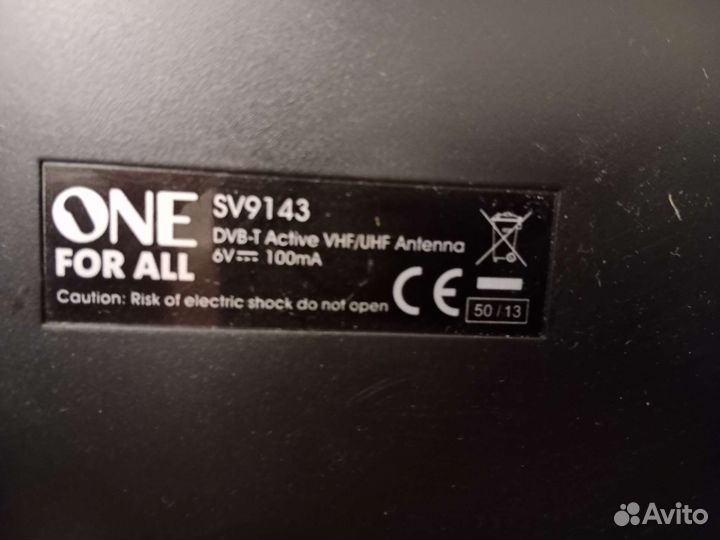 ONE
FOR ALL
SV9143
DVB-T Active VHF/UHF Antenna
6V⎓ 100mA
Caution: Risk of electric shock do not open
CE
50/13
Avito